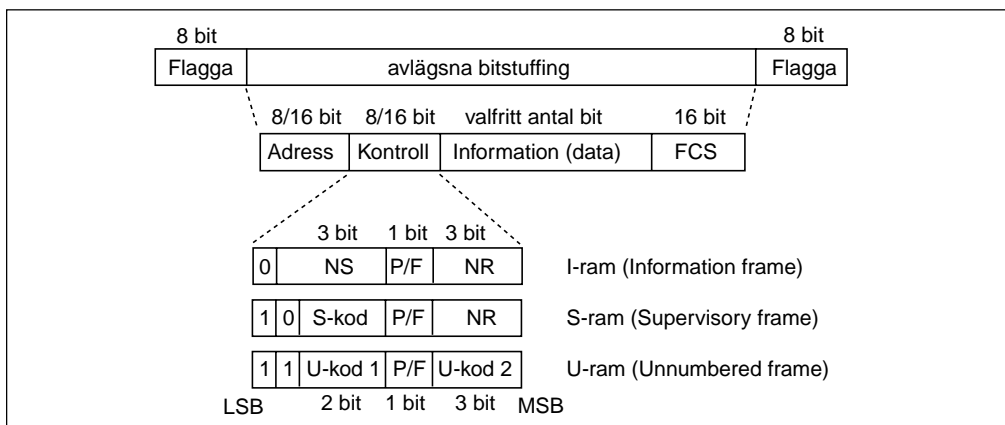 8 bit 8 bit
Flagga avlägsna bitstuffing Flagga
8/16 bit 8/16 bit valfritt antal bit 16 bit
Adress Kontroll Information (data) FCS
3 bit 1 bit 3 bit
0 NS P/F NR I-ram (Information frame)
1 0 S-kod P/F NR S-ram (Supervisory frame)
1 1 U-kod 1 P/F U-kod 2 U-ram (Unnumbered frame)
LSB 2 bit 1 bit 3 bit MSB